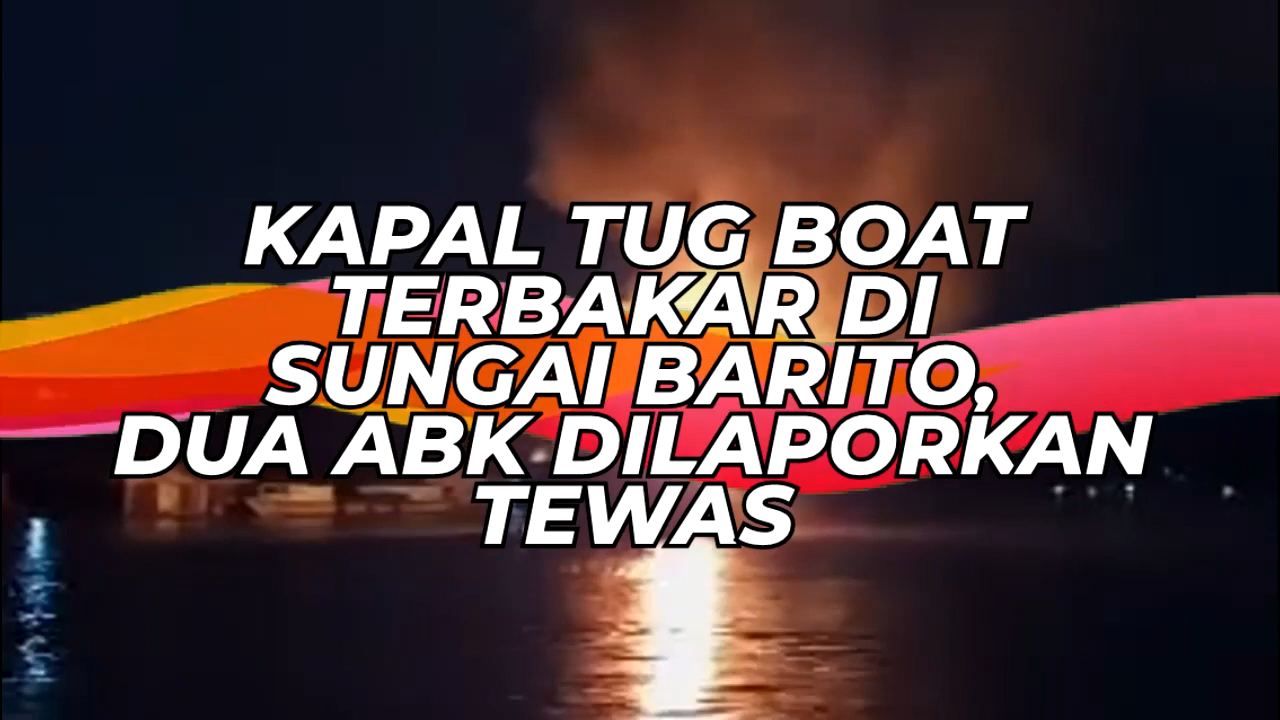 KAPAL TUG BOAT
TERBAKAR DI
SUNGAI BARITO,
DUA ABK DILAPORKAN
TEWAS